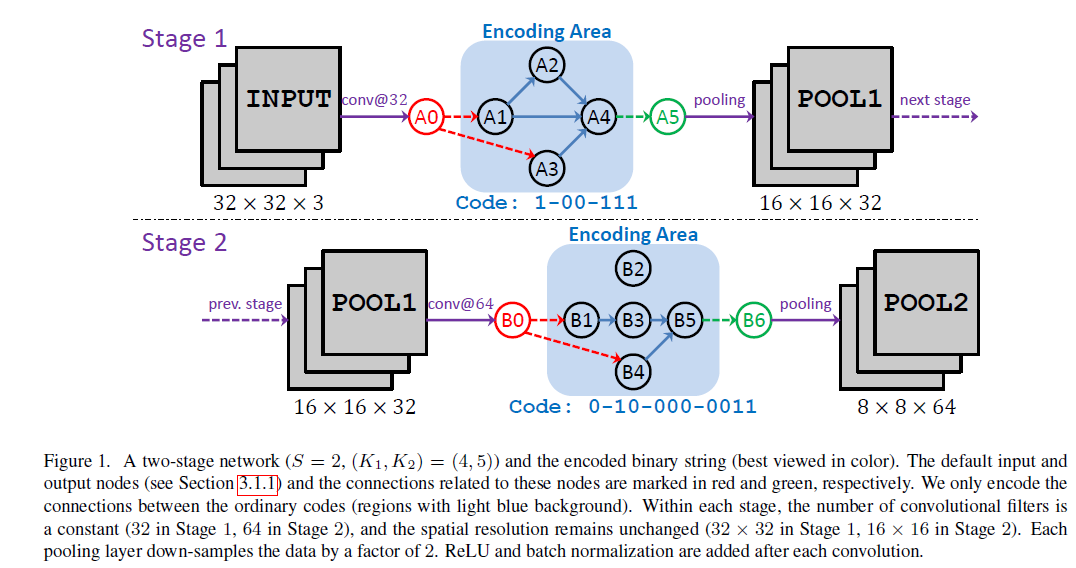 Stage 1
Encoding Area
A2
INPUT
conv@32
A0
A1
A4
A5
pooling
POOL1
next stage
A3
32 × 32 × 3
Code: 1-00-111
16 × 16 × 32
Stage 2
Encoding Area
B2
prev. stage
POOL1
conv@64
B0
B1
B3
B5
B6
pooling
POOL2
B4
16 × 16 × 32
Code: 0-10-000-0011
8 × 8 × 64
Figure 1. A two-stage network (S = 2, (K₁, K₂) = (4, 5)) and the encoded binary string (best viewed in color). The default input and
output nodes (see Section 3.1.1) and the connections related to these nodes are marked in red and green, respectively. We only encode the
connections between the ordinary codes (regions with light blue background). Within each stage, the number of convolutional filters is
a constant (32 in Stage 1, 64 in Stage 2), and the spatial resolution remains unchanged (32 × 32 in Stage 1, 16 × 16 in Stage 2). Each
pooling layer down-samples the data by a factor of 2. ReLU and batch normalization are added after each convolution.